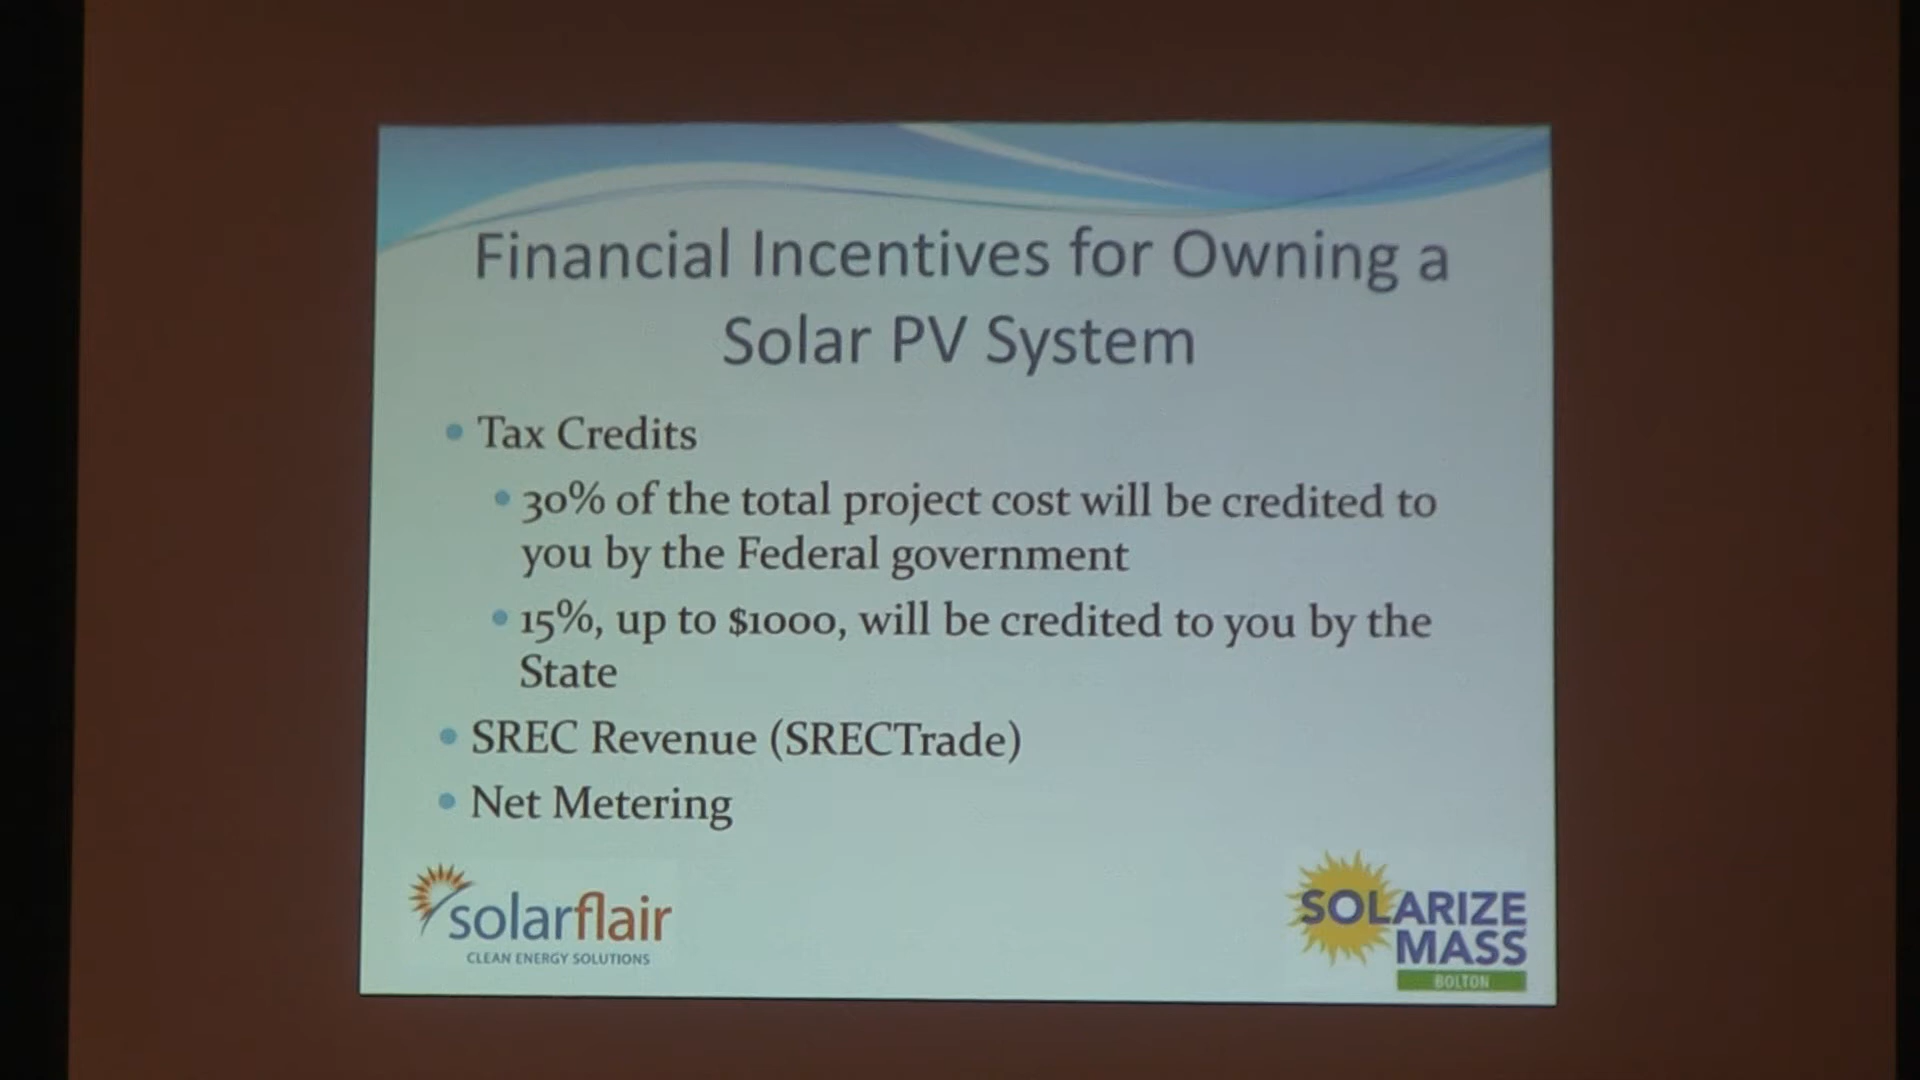 Financial Incentives for Owning a
Solar PV System
• Tax Credits
• 30% of the total project cost will be credited to
you by the Federal government
• 15%, up to $1000, will be credited to you by the
State
• SREC Revenue (SRECTrade)
• Net Metering
solarflair
CLEAN ENERGY SOLUTIONS
SOLARIZE
MASS
BOLTON